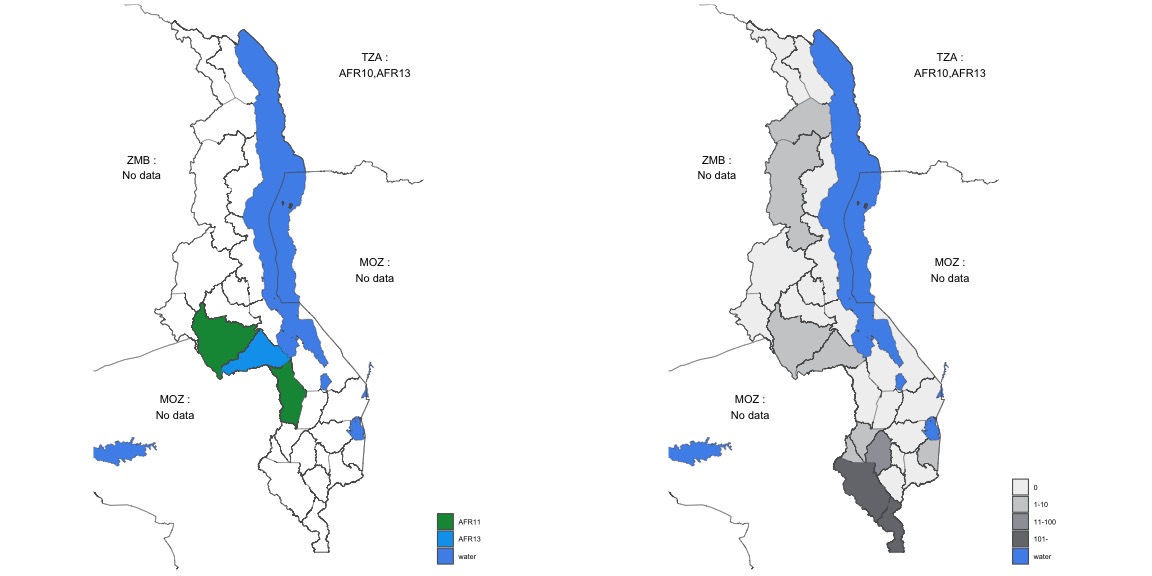 TZA :
AFR10,AFR13
ZMB :
No data
MOZ :
No data
MOZ :
No data
AFR11
AFR13
water
TZA :
AFR10,AFR13
ZMB :
No data
MOZ :
No data
MOZ :
No data
0
1-10
11-100
101-
water